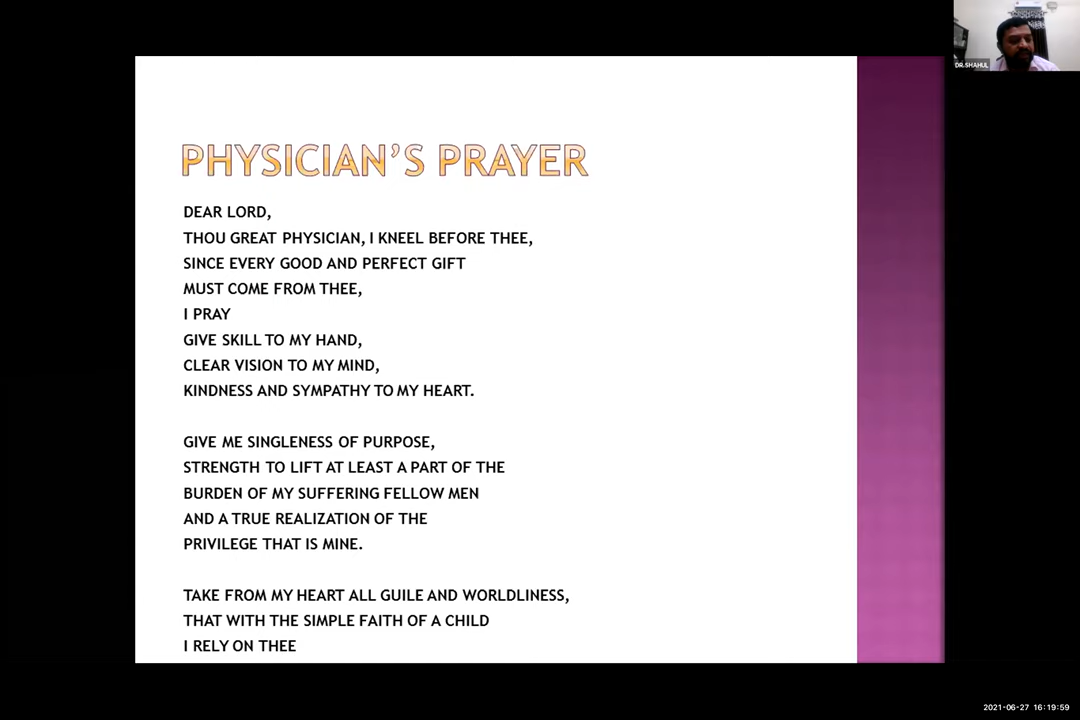 DR.SHAHUL
PHYSICIAN'S PRAYER
DEAR LORD,
THOU GREAT PHYSICIAN, I KNEEL BEFORE THEE,
SINCE EVERY GOOD AND PERFECT GIFT
MUST COME FROM THEE,
I PRAY
GIVE SKILL TO MY HAND,
CLEAR VISION TO MY MIND,
KINDNESS AND SYMPATHY TO MY HEART.
GIVE ME SINGLENESS OF PURPOSE,
STRENGTH TO LIFT AT LEAST A PART OF THE
BURDEN OF MY SUFFERING FELLOW MEN
AND A TRUE REALIZATION OF THE
PRIVILEGE THAT IS MINE.
TAKE FROM MY HEART ALL GUILE AND WORLDLINESS,
THAT WITH THE SIMPLE FAITH OF A CHILD
I RELY ON THEE
2021-06-27 16:19:59